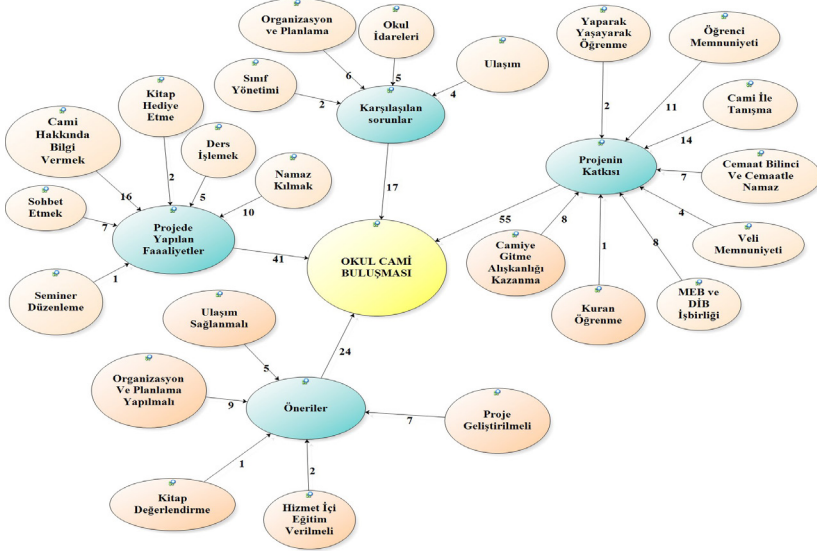 Organizasyon
ve Planlama
Okul
İdareleri
Ulaşım
Sınıf
Yönetimi
6
5
4
2
Karşılaşılan
sorunlar
17
Kitap
Hediye
Etme
Cami
Hakkında
Bilgi
Vermek
Ders
İşlemek
Namaz
Kılmak
Sohbet
Etmek
Seminer
Düzenleme
2
16
5
10
7
1
Projede
Yapılan
Faaaliyetler
41
OKUL CAMİ
BULUŞMASI
Yaparak
Yaşayarak
Öğrenme
Öğrenci
Memnuniyeti
Cami İle
Tanışma
Cemaat Bilinci
Ve Cemaatle
Namaz
Veli
Memnuniyeti
MEB ve
DİB
İşbirliği
Kuran
Öğrenme
Camiye
Gitme
Alışkanlığı
Kazanma
2
11
14
7
4
8
1
8
Projenin
Katkısı
55
Ulaşım
Sağlanmalı
Organizasyon
Ve Planlama
Yapılmalı
Kitap
Değerlendirme
Hizmet İçi
Eğitim
Verilmeli
Proje
Geliştirilmeli
5
9
1
2
7
Öneriler
24